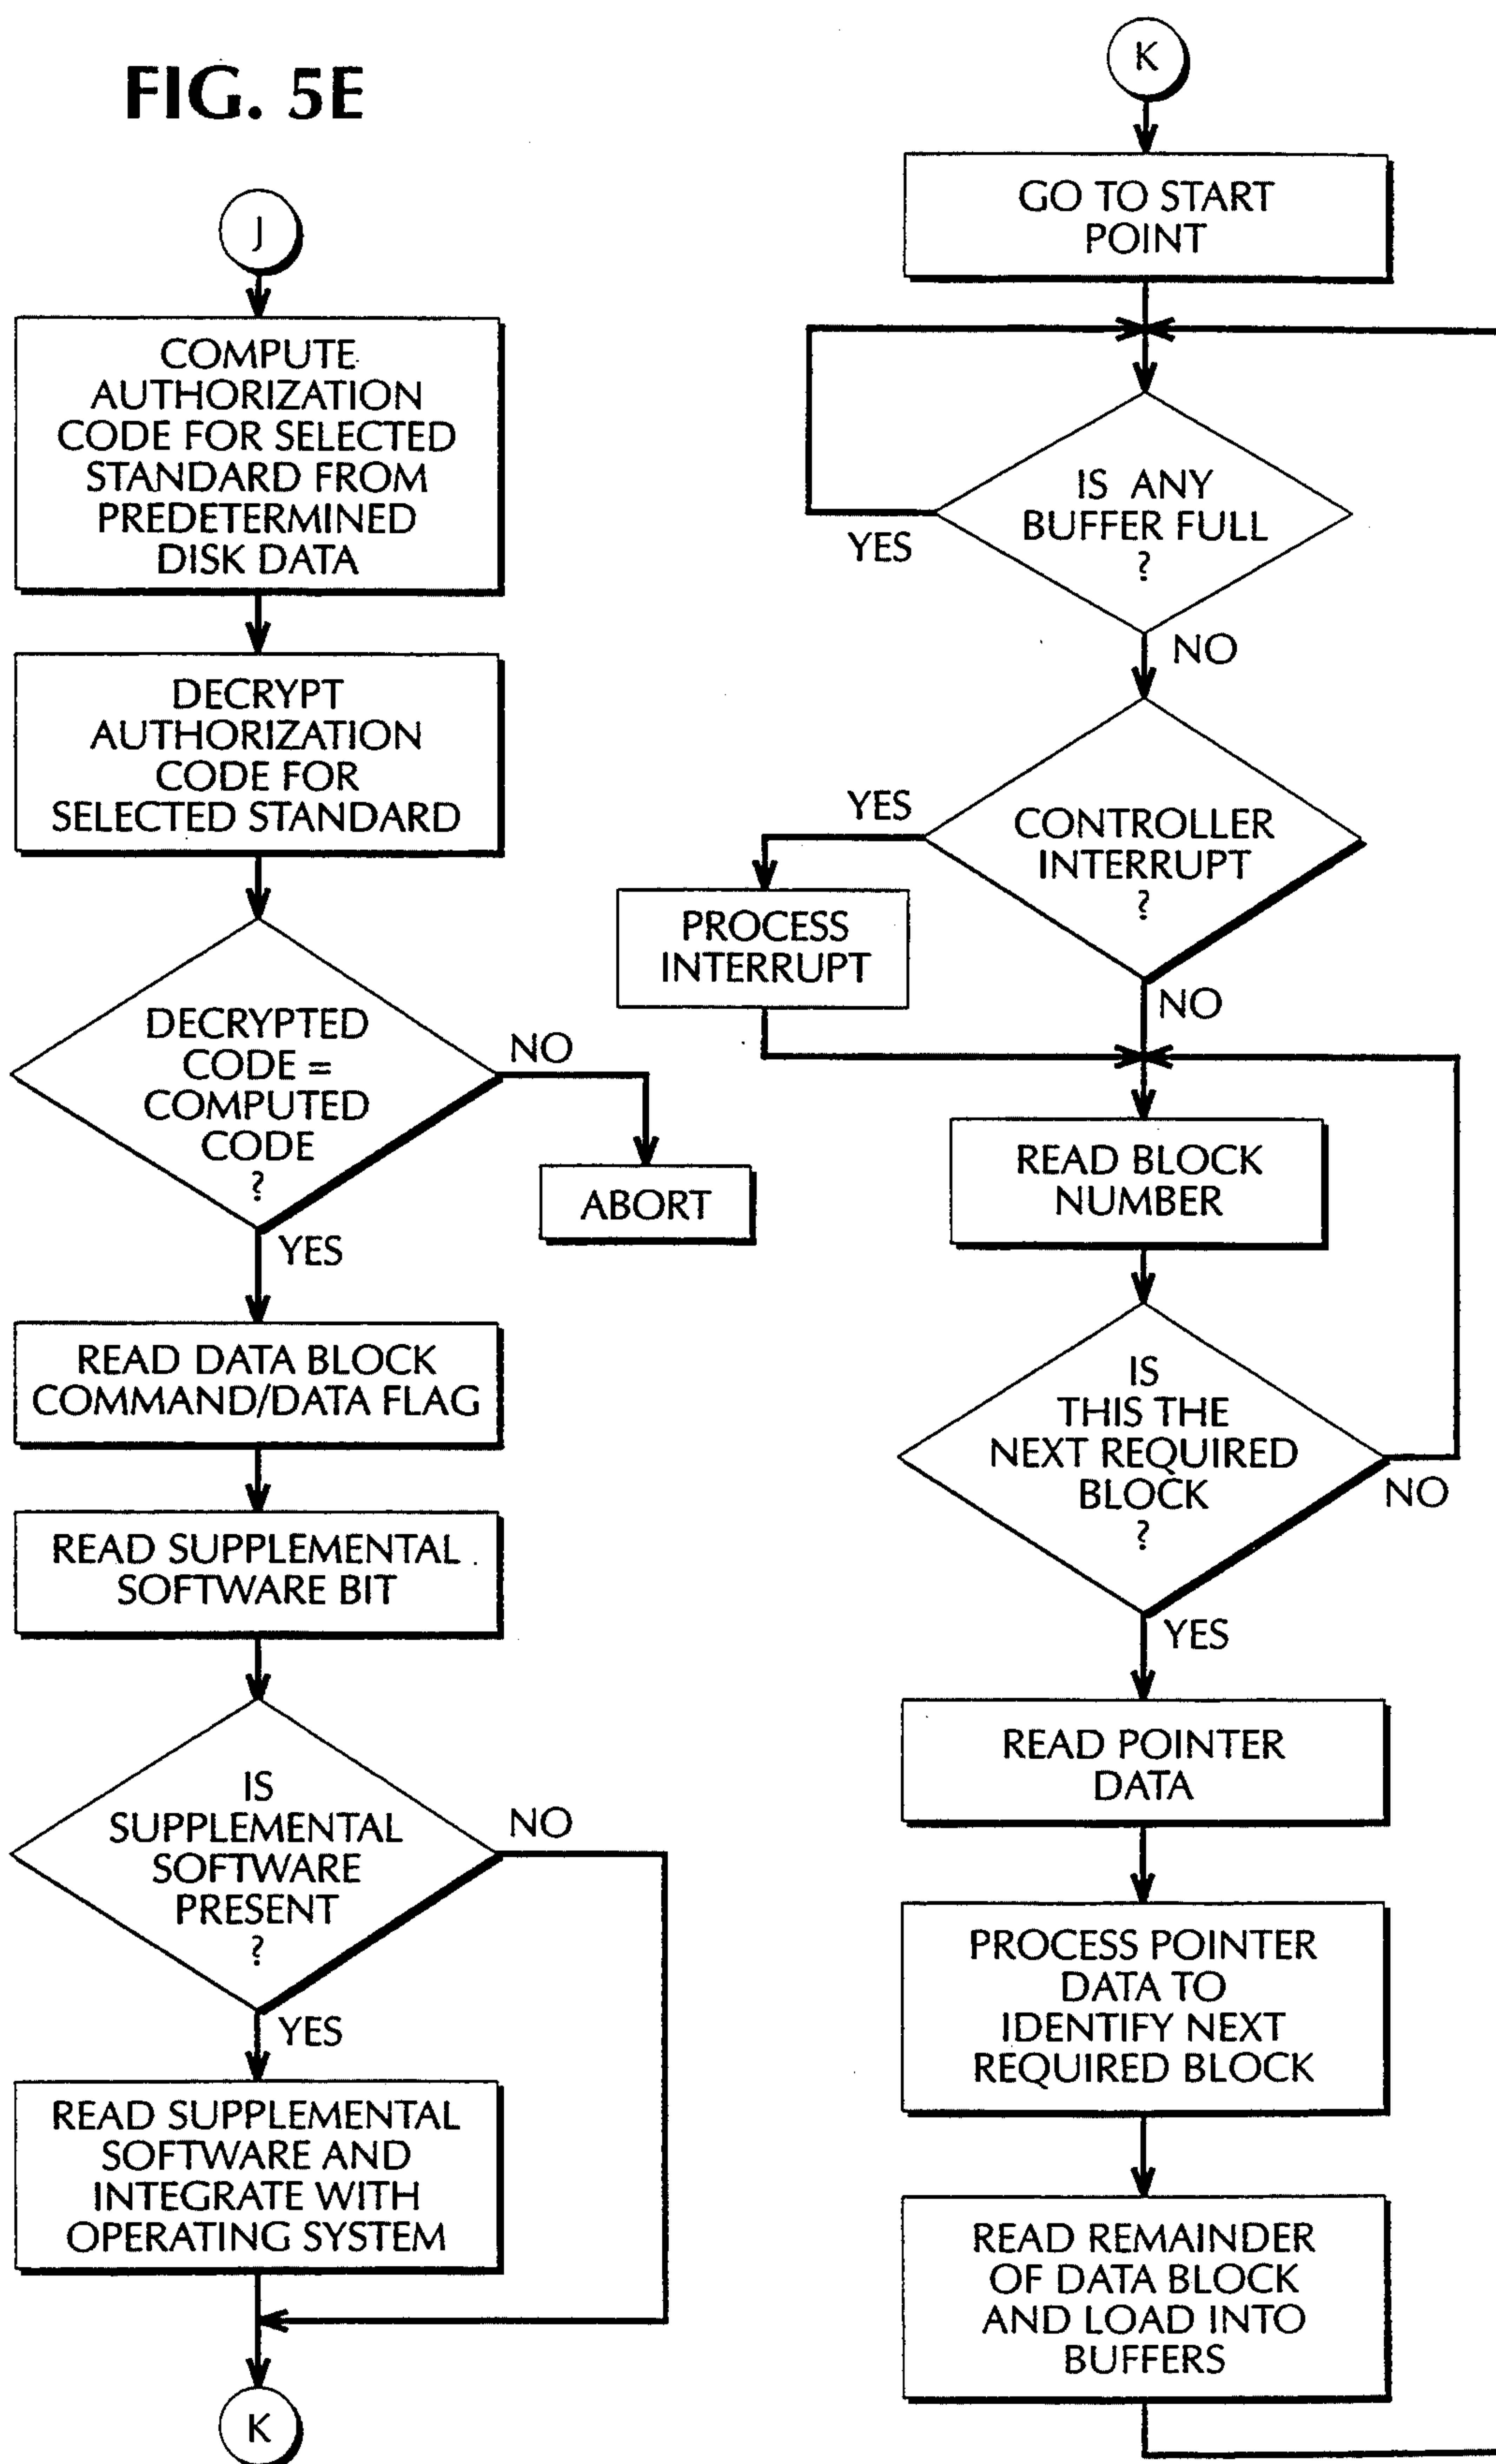 FIG. 5E
J
COMPUTE
AUTHORIZATION
CODE FOR SELECTED
STANDARD FROM
PREDETERMINED
DISK DATA
DECRYPT
AUTHORIZATION
CODE FOR
SELECTED STANDARD
DECRYPTED
CODE =
COMPUTED
CODE
?
NO
ABORT
YES
READ DATA BLOCK
COMMAND/DATA FLAG
READ SUPPLEMENTAL
SOFTWARE BIT
IS
SUPPLEMENTAL
SOFTWARE
PRESENT
?
NO
YES
READ SUPPLEMENTAL
SOFTWARE AND
INTEGRATE WITH
OPERATING SYSTEM
K
K
GO TO START
POINT
IS ANY
BUFFER FULL
?
YES
NO
CONTROLLER
INTERRUPT
?
YES
PROCESS
INTERRUPT
NO
READ BLOCK
NUMBER
IS
THIS THE
NEXT REQUIRED
BLOCK
?
NO
YES
READ POINTER
DATA
PROCESS POINTER
DATA TO
IDENTIFY NEXT
REQUIRED BLOCK
READ REMAINDER
OF DATA BLOCK
AND LOAD INTO
BUFFERS